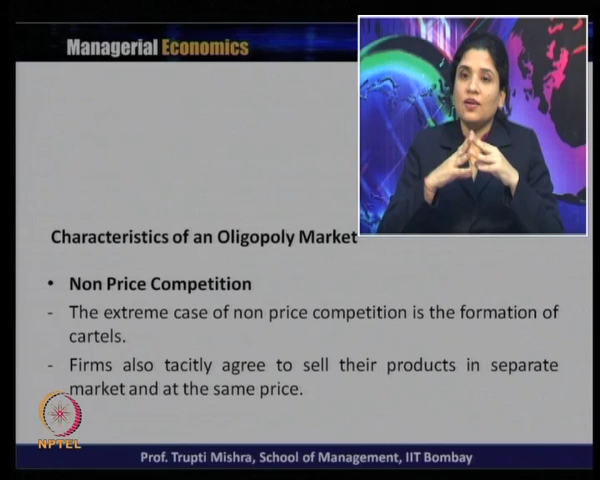 Managerial Economics
Characteristics of an Oligopoly Market
• Non Price Competition
- The extreme case of non price competition is the formation of
cartels.
- Firms also tacitly agree to sell their products in separate
market and at the same price.
NPTEL
Prof. Trupti Mishra, School of Management, IIT Bombay